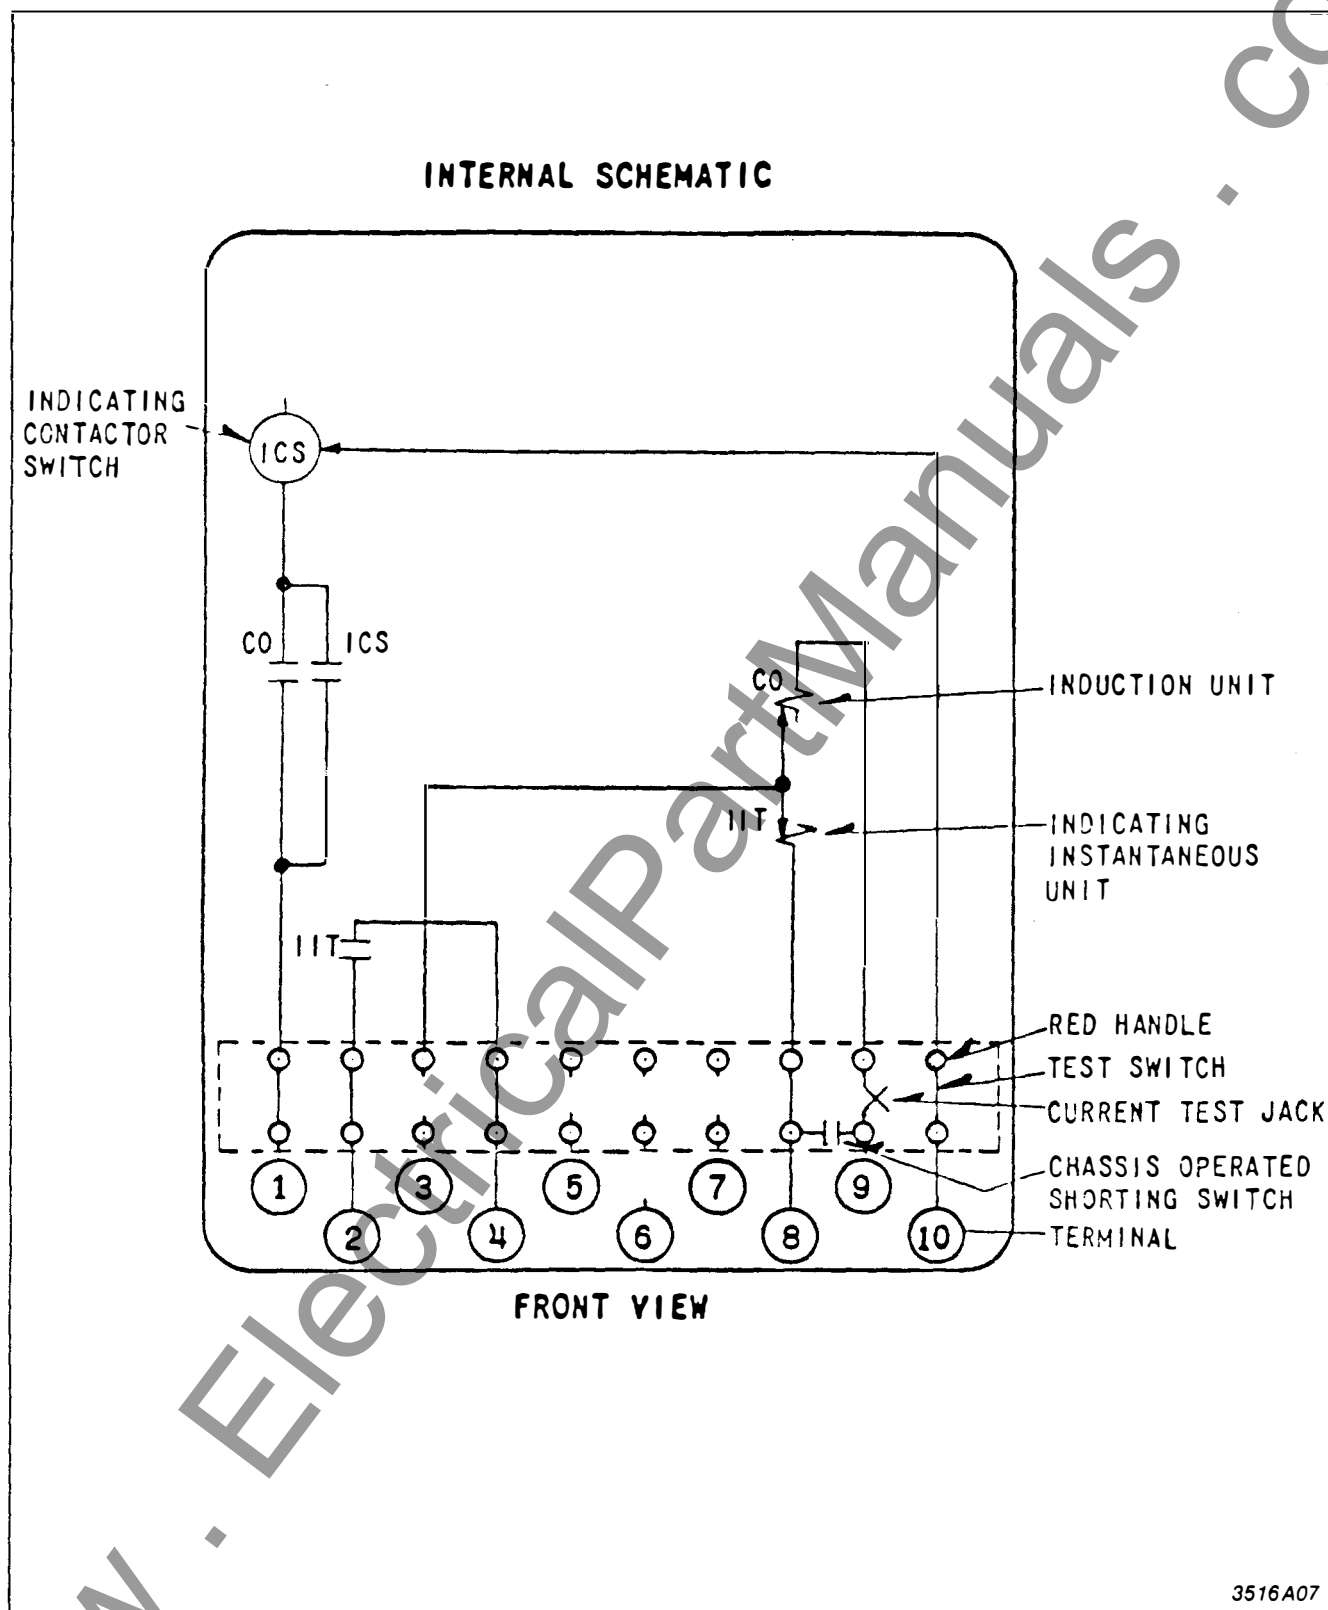 INTERNAL SCHEMATIC
INDICATING
CONTACTOR
SWITCH
ICS
CO
ICS
CO
INDUCTION UNIT
IIT
INDICATING
INSTANTANEOUS
UNIT
IIT
RED HANDLE
TEST SWITCH
CURRENT TEST JACK
CHASSIS OPERATED
SHORTING SWITCH
TERMINAL
1
3
5
7
9
2
4
6
8
10
FRONT VIEW
3516A07
w . ElectricalPartManuals . co